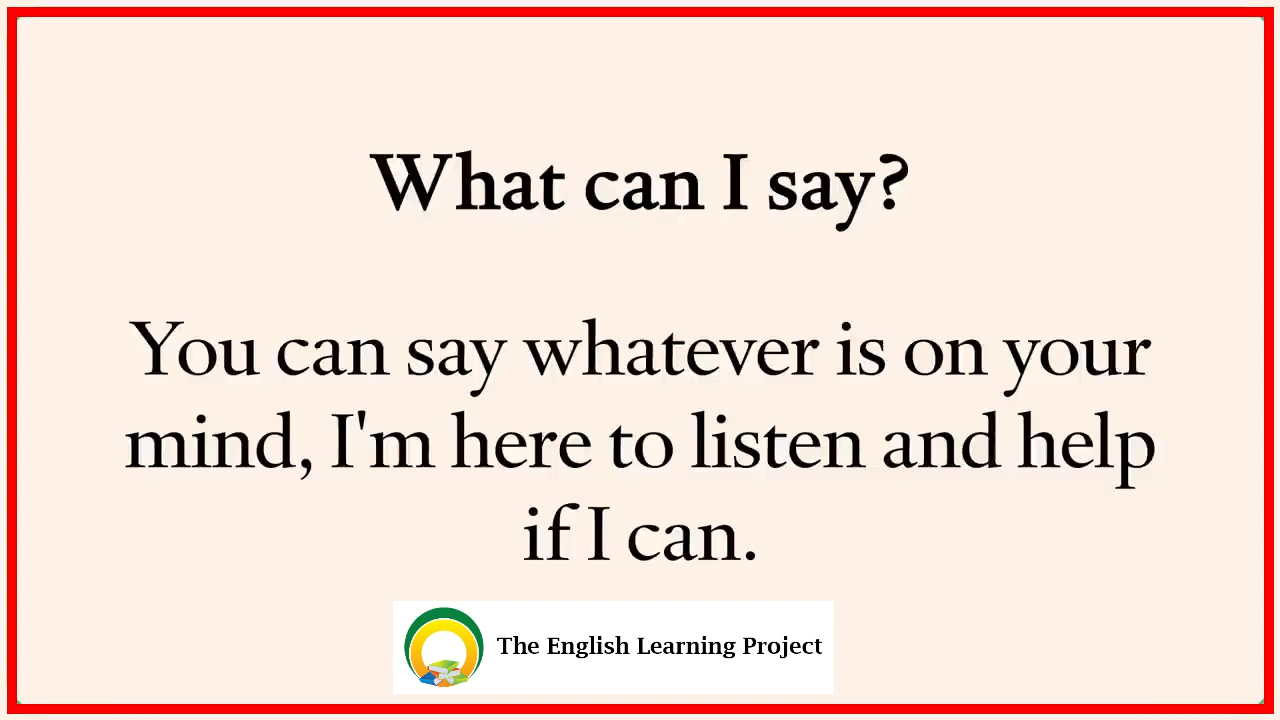 What can I say?
You can say whatever is on your
mind, I'm here to listen and help
if I can.
The English Learning Project